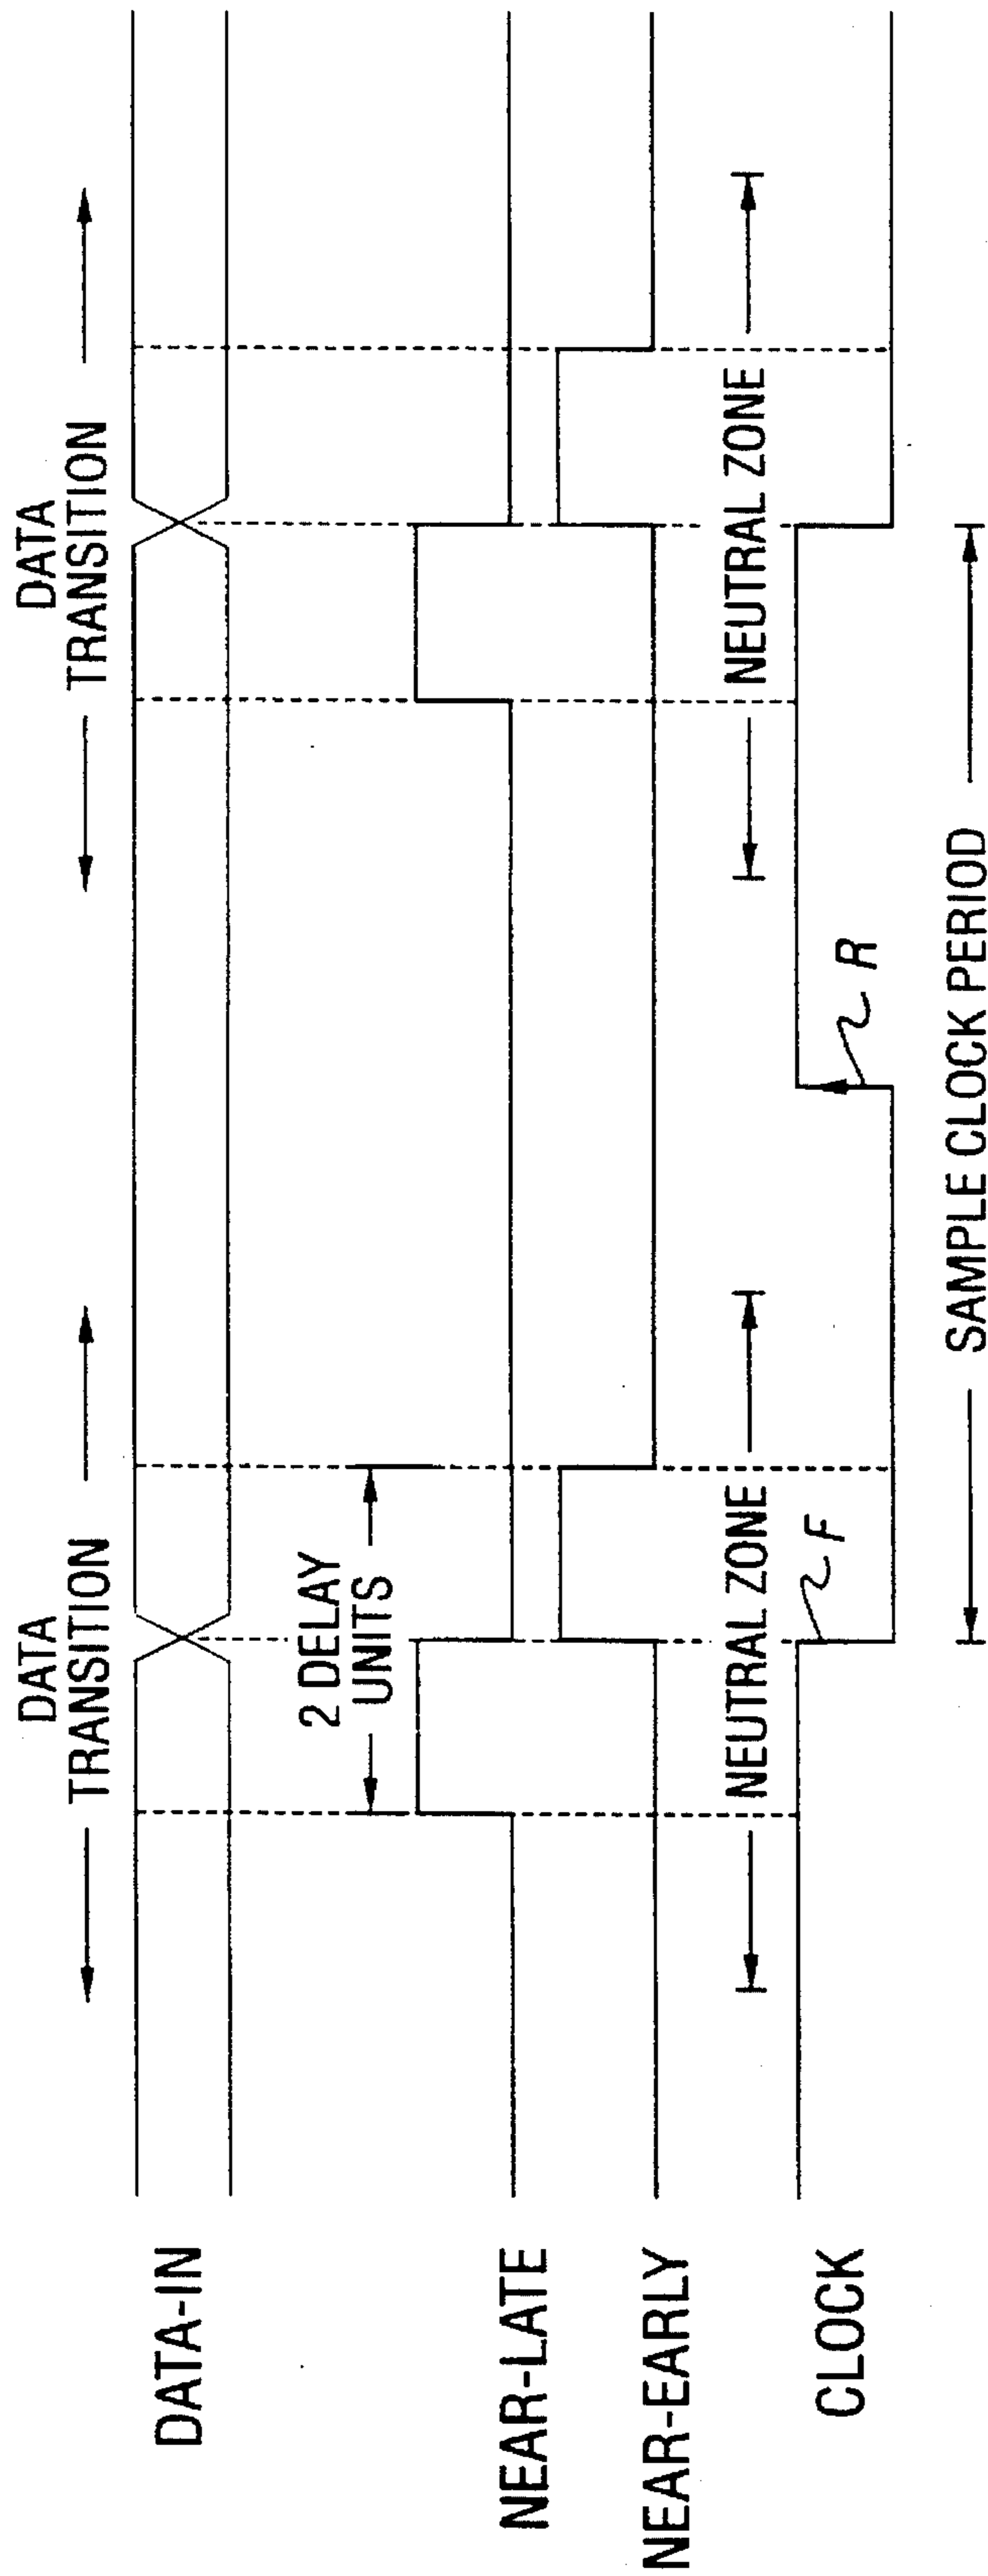 DATA
TRANSITION
DATA
TRANSITION
DATA-IN
2 DELAY
UNITS
NEAR-LATE
NEAR-EARLY
NEUTRAL ZONE
NEUTRAL ZONE
F
R
CLOCK
SAMPLE CLOCK PERIOD